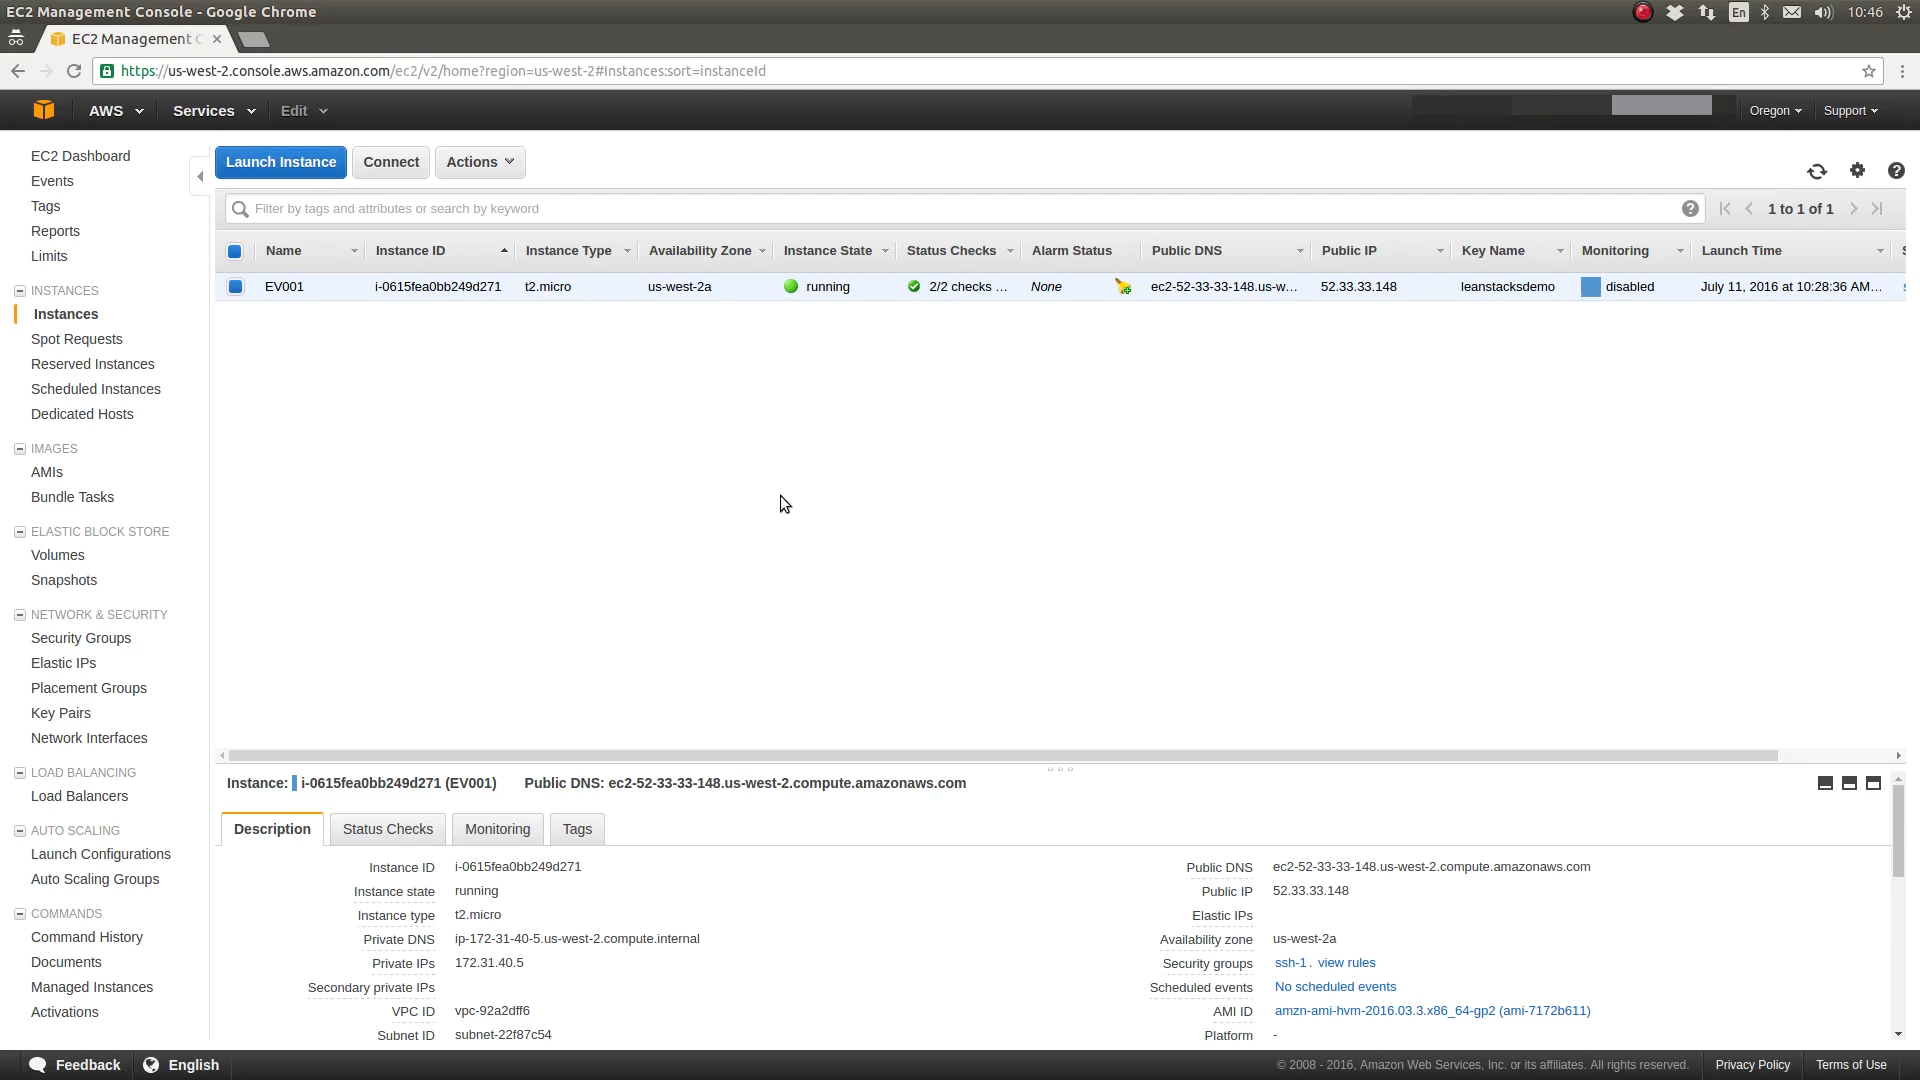 EC2 Management Console - Google Chrome
En
10:46
EC2 Management C
https://us-west-2.console.aws.amazon.com/ec2/v2/home?region=us-west-2#Instances:sort=instanceId
AWS Services Edit Oregon Support
EC2 Dashboard
Events
Tags
Reports
Limits
INSTANCES
Instances
Spot Requests
Reserved Instances
Scheduled Instances
Dedicated Hosts
IMAGES
AMIs
Bundle Tasks
ELASTIC BLOCK STORE
Volumes
Snapshots
NETWORK & SECURITY
Security Groups
Elastic IPs
Placement Groups
Key Pairs
Network Interfaces
LOAD BALANCING
Load Balancers
AUTO SCALING
Launch Configurations
Auto Scaling Groups
COMMANDS
Command History
Documents
Managed Instances
Activations
Launch Instance Connect Actions
Filter by tags and attributes or search by keyword
1 to 1 of 1
Name Instance ID Instance Type Availability Zone Instance State Status Checks Alarm Status Public DNS Public IP Key Name Monitoring Launch Time
EV001 i-0615fea0bb249d271 t2.micro us-west-2a running 2/2 checks ... None ec2-52-33-33-148.us-w... 52.33.33.148 leanstacksdemo disabled July 11, 2016 at 10:28:36 AM...
Instance: i-0615fea0bb249d271 (EV001) Public DNS: ec2-52-33-33-148.us-west-2.compute.amazonaws.com
Description Status Checks Monitoring Tags
Instance ID i-0615fea0bb249d271 Public DNS ec2-52-33-33-148.us-west-2.compute.amazonaws.com
Instance state running Public IP 52.33.33.148
Instance type t2.micro Elastic IPs
Private DNS ip-172-31-40-5.us-west-2.compute.internal Availability zone us-west-2a
Private IPs 172.31.40.5 Security groups ssh-1. view rules
Secondary private IPs Scheduled events No scheduled events
VPC ID vpc-92a2dff6 AMI ID amzn-ami-hvm-2016.03.3.x86_64-gp2 (ami-7172b611)
Subnet ID subnet-22f87c54 Platform -
Feedback English © 2008 - 2016, Amazon Web Services, Inc. or its affiliates. All rights reserved. Privacy Policy Terms of Use